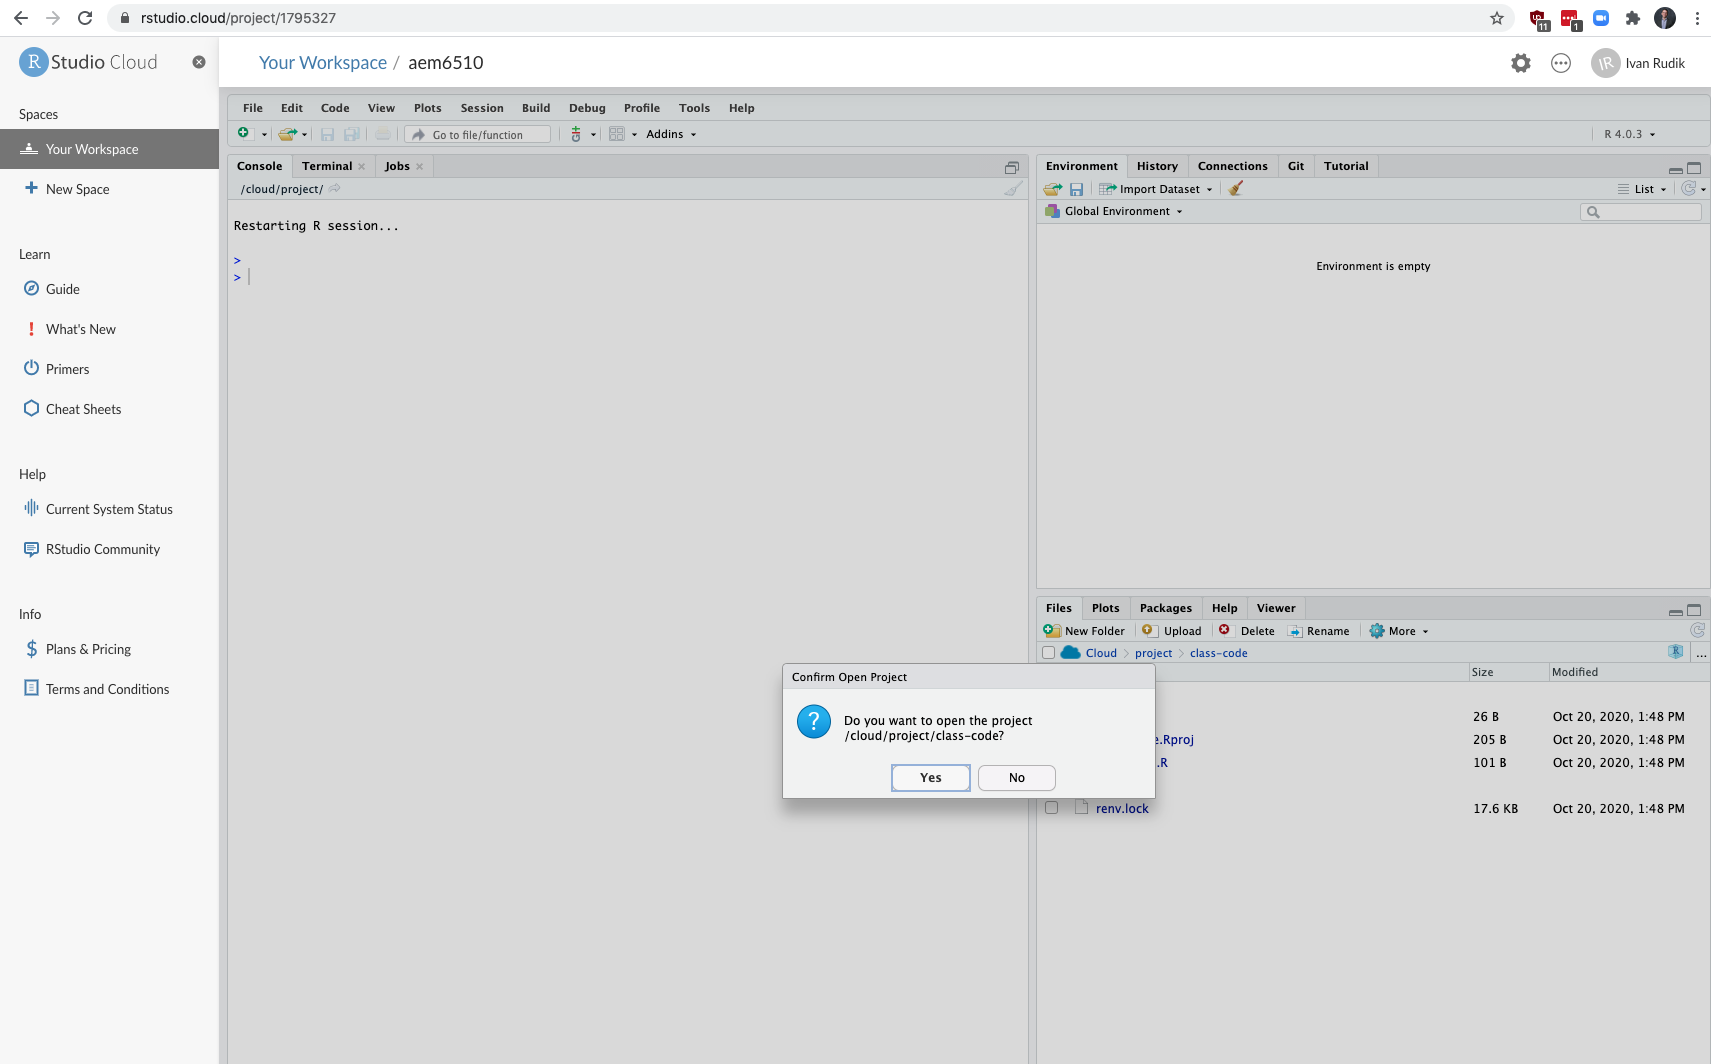 rstudio.cloud/project/1795327
11
1
R Studio Cloud
Your Workspace / aem6510
IR Ivan Rudik
Spaces
Your Workspace
New Space
Learn
Guide
What's New
Primers
Cheat Sheets
Help
Current System Status
RStudio Community
Info
Plans & Pricing
Terms and Conditions
File Edit Code View Plots Session Build Debug Profile Tools Help
Go to file/function Addins R 4.0.3
Console Terminal Jobs
/cloud/project/
Restarting R session...
>
>
Environment History Connections Git Tutorial
Import Dataset List
Global Environment
Environment is empty
Files Plots Packages Help Viewer
New Folder Upload Delete Rename More
Cloud project class-code R ...
Size Modified
26 B Oct 20, 2020, 1:48 PM
e.Rproj 205 B Oct 20, 2020, 1:48 PM
.R 101 B Oct 20, 2020, 1:48 PM
renv.lock 17.6 KB Oct 20, 2020, 1:48 PM
Confirm Open Project
? Do you want to open the project
/cloud/project/class-code?
Yes No